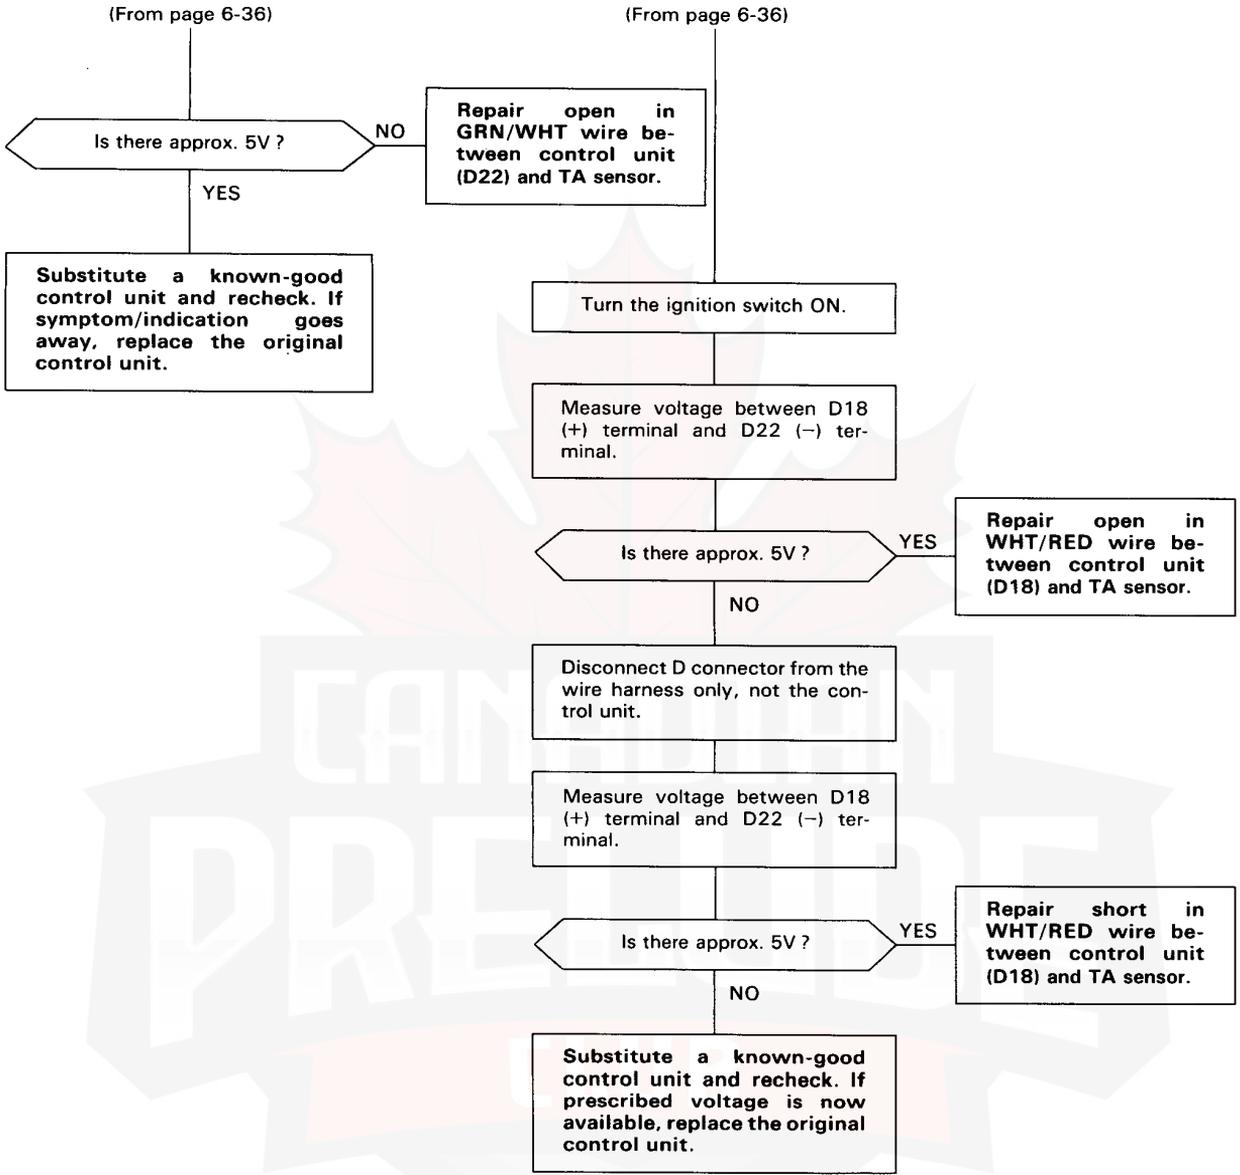 (From page 6-36)
(From page 6-36)
Is there approx. 5V ?
NO
Repair open in
GRN/WHT wire be-
tween control unit
(D22) and TA sensor.
YES
Substitute a known-good
control unit and recheck. If
symptom/indication goes
away, replace the original
control unit.
Turn the ignition switch ON.
Measure voltage between D18
(+) terminal and D22 (−) ter-
minal.
Is there approx. 5V ?
YES
Repair open in
WHT/RED wire be-
tween control unit
(D18) and TA sensor.
NO
Disconnect D connector from the
wire harness only, not the con-
trol unit.
Measure voltage between D18
(+) terminal and D22 (−) ter-
minal.
Is there approx. 5V ?
YES
Repair short in
WHT/RED wire be-
tween control unit
(D18) and TA sensor.
NO
Substitute a known-good
control unit and recheck. If
prescribed voltage is now
available, replace the original
control unit.
CANADIAN
PRELUDE
CLUB